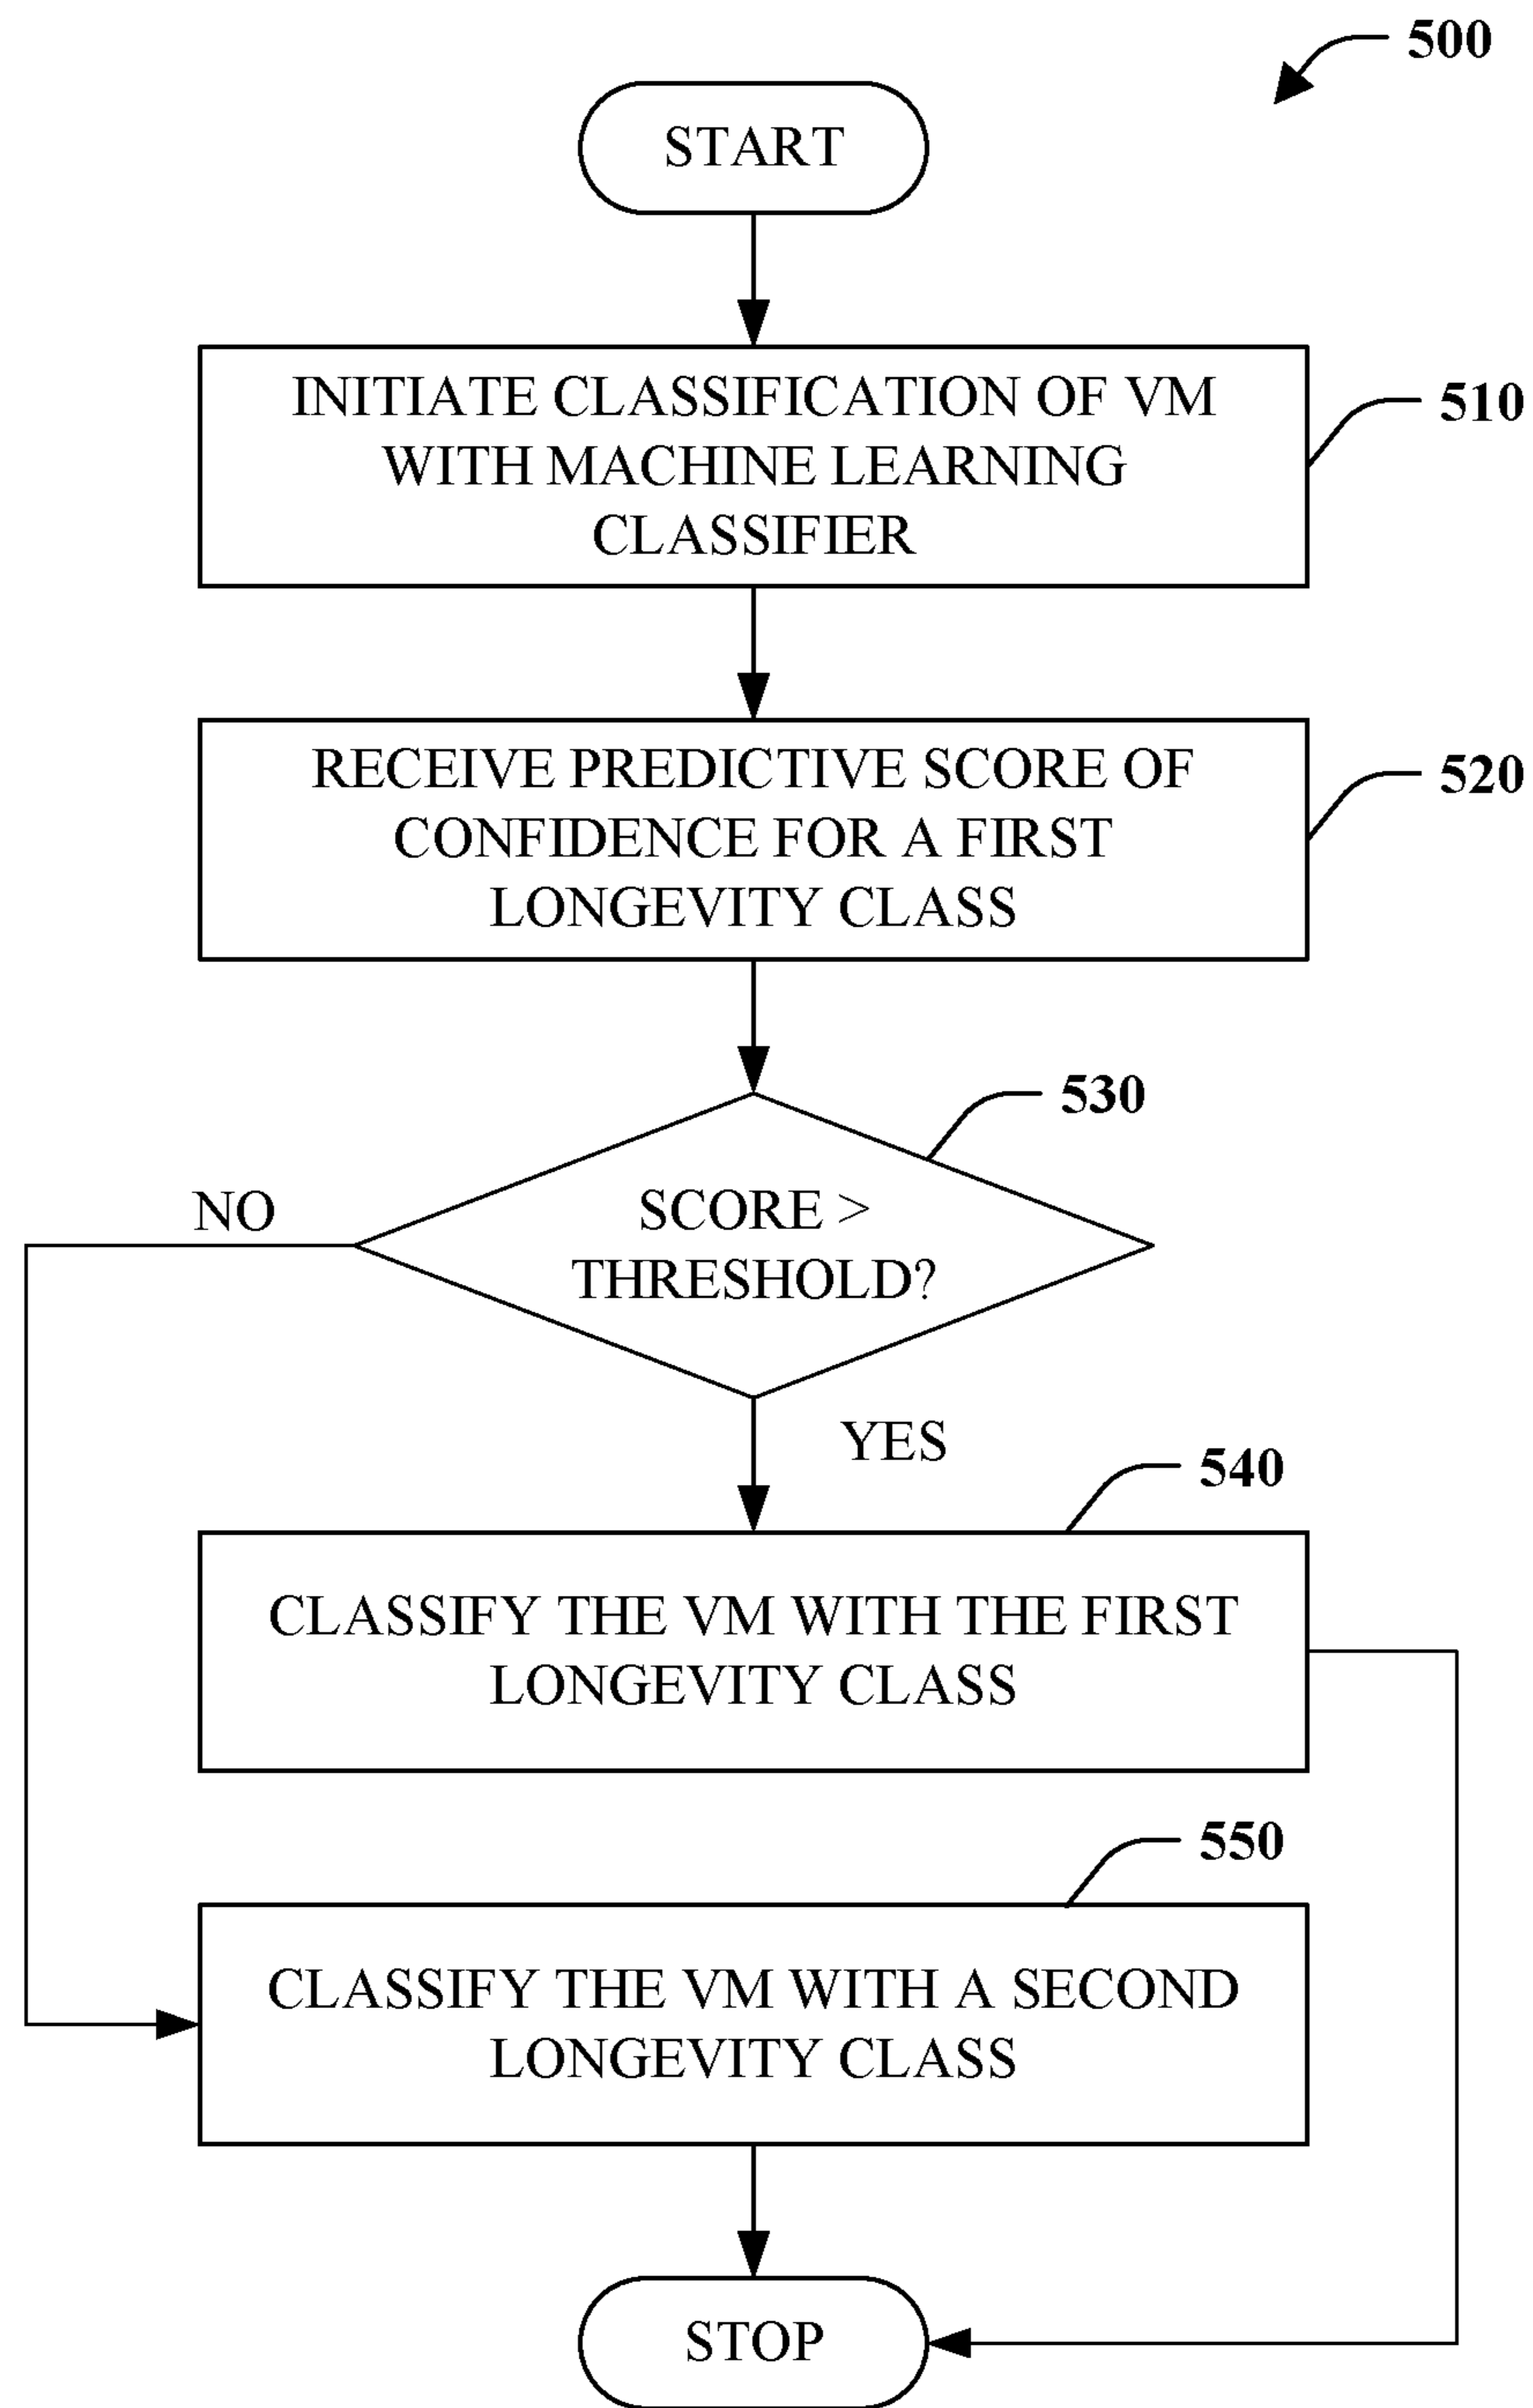 500
START
INITIATE CLASSIFICATION OF VM
WITH MACHINE LEARNING
CLASSIFIER
510
RECEIVE PREDICTIVE SCORE OF
CONFIDENCE FOR A FIRST
LONGEVITY CLASS
520
530
SCORE >
THRESHOLD?
NO
YES
540
CLASSIFY THE VM WITH THE FIRST
LONGEVITY CLASS
550
CLASSIFY THE VM WITH A SECOND
LONGEVITY CLASS
STOP